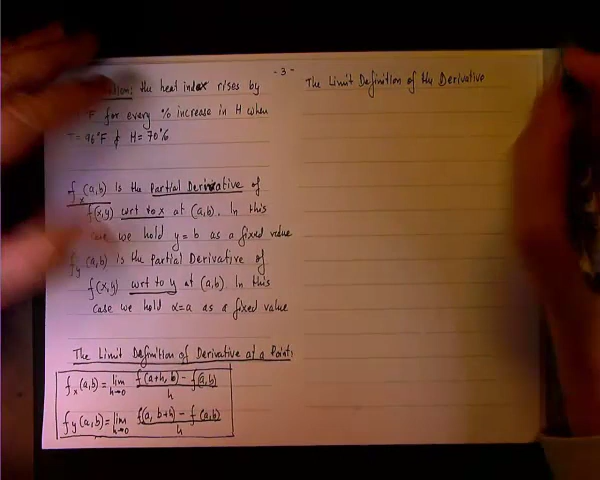 - 3 -
the heat index rises by
°F for every % increase in H when
T = 96°F & H = 70%
fx(a,b) Is the Partial Derivative of
f(x,y) wrt to x at (a,b). In this
case we hold y = b as a fixed value
fy(a,b) Is the Partial Derivative of
f(x,y) wrt to y at (a,b) In this
case we hold x=a as a fixed value
The Limit Definition of Derivative at a Point:
fx(a,b) = lim h→0 f(a+h, b) - f(a,b) / h
fy(a,b) = lim h→0 f(a, b+h) - f(a,b) / h
The Limit Definition of the Derivative